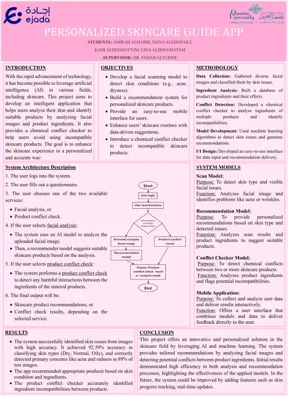 إجادة
ejada
Qassim University
PERSONALIZED SKINCARE GUIDE APP
SUPERVISOR: DR.
INTRODUCTION
With the rapid advancement of technology,
it has become possible to leverage artificial
intelligence (AI) in various fields,
including skincare. This project aims to
develop an intelligent application that
helps users analyze their skin and identify
suitable products by analyzing facial
images and product ingredients. It also
provides a chemical conflict checker to
help users avoid using incompatible
skincare products. The goal is to enhance
the skincare experience in a personalized
and accurate way.
OBJECTIVES
• Develop a facial scanning model to
detect skin conditions (e.g., acne,
dryness).
• Build a recommendation system for
personalized skincare products.
• Provide an easy-to-use mobile
interface for users.
• Enhance users' skincare routines with
data-driven suggestions.
• Introduce a chemical conflict checker
to detect incompatible skincare
products.
METHODOLOGY
Data Collection: Gathered diverse facial
images and classified them by skin issues.
Ingredient Analysis: Built a database of
product ingredients and their effects.
Conflict Detection: Developed a chemical
conflict checker to analyze ingredients of
multiple products and identify
incompatibilities.
Model Development: Used machine learning
algorithms to detect skin issues and generate
recommendations.
UI Design: Developed an easy-to-use interface
for data input and recommendation delivery.
System Architecture Description
1. The user logs into the system.
2. The user fills out a questionnaire.
3. The user chooses one of the two available
services:
• Facial analysis, or
• Product conflict check.
4. If the user selects facial analysis:
• The system uses an AI model to analyze the
uploaded facial image.
• Then, a recommender model suggests suitable
skincare products based on the analysis.
5. If the user selects product conflict check:
• The system performs a product conflict check
to detect any harmful interactions between the
ingredients of the entered products.
6. The final output will be:
• Skincare product recommendations, or
• Conflict check results, depending on the
selected service.
Start
User login
User questionnaire
AI model analyzes
facial image
Product conflict
check
Recommendation
model
End
SYSTEM MODELS
Scan Model:
Purpose: To detect skin type and visible
facial issues.
Function: Analyzes facial image and
identifies problems like acne or wrinkles.
Recommendation Model:
Purpose: To provide personalized
recommendations based on skin type and
detected issues.
Function: Analyzes scan results and
product ingredients to suggest suitable
products.
Conflict Checker Model:
Purpose: To detect chemical conflicts
between two or more skincare products.
Function: Analyzes product ingredients
and flags potential incompatibilities.
Mobile Application:
Purpose: To collect and analyze user data
and deliver results interactively.
Function: Offers a user interface that
combines models and data to deliver
feedback directly to the user.
RESULTS
• The system successfully identified skin issues from images
with high accuracy. It achieved 92.59% accuracy in
classifying skin types (Dry, Normal, Oily), and correctly
detected primary concerns like acne and redness in 89% of
test images.
• The app recommended appropriate products based on skin
condition and ingredients.
• The product conflict checker accurately identified
ingredient incompatibilities between products.
CONCLUSION
This project offers an innovative and personalized solution in the
skincare field by leveraging AI and machine learning. The system
provides tailored recommendations by analyzing facial images and
detecting potential conflicts between product ingredients. Initial results
demonstrated high efficiency in both analysis and recommendation
processes, highlighting the effectiveness of the applied models. In the
future, the system could be improved by adding features such as skin
progress tracking, real-time updates.